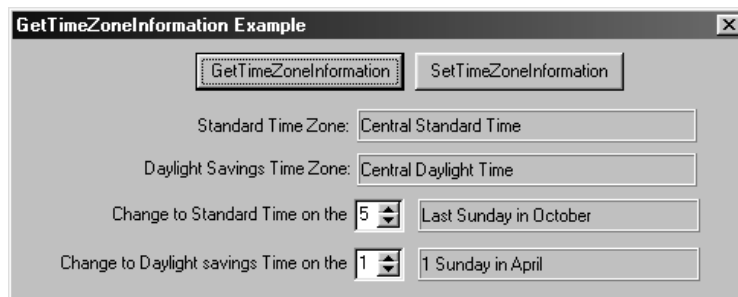 GetTimeZoneInformation Example
GetTimeZoneInformation SetTimeZoneInformation
Standard Time Zone: Central Standard Time
Daylight Savings Time Zone: Central Daylight Time
Change to Standard Time on the 5 Last Sunday in October
Change to Daylight savings Time on the 1 1 Sunday in April